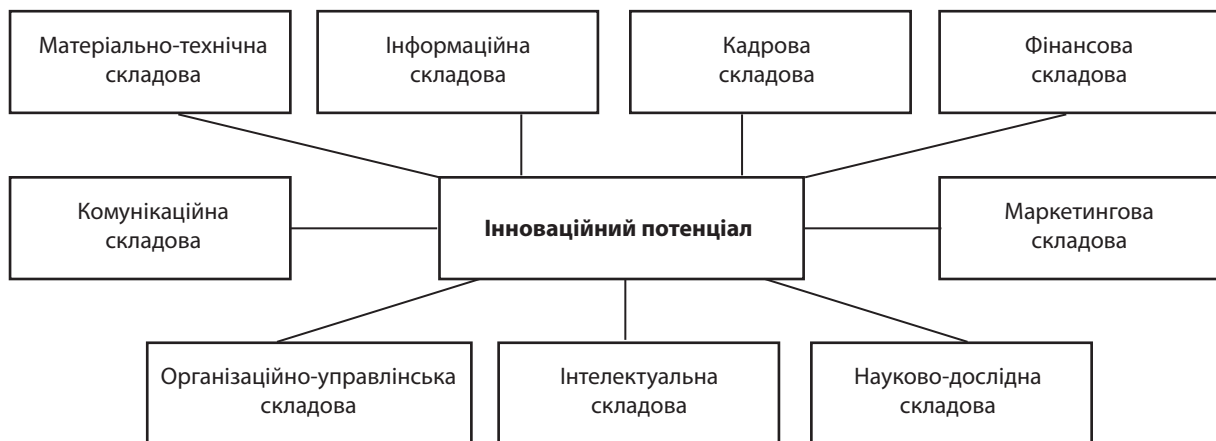 Матеріально-технічна
складова
Інформаційна
складова
Кадрова
складова
Фінансова
складова
Комунікаційна
складова
Інноваційний потенціал
Маркетингова
складова
Організаційно-управлінська
складова
Інтелектуальна
складова
Науково-дослідна
складова